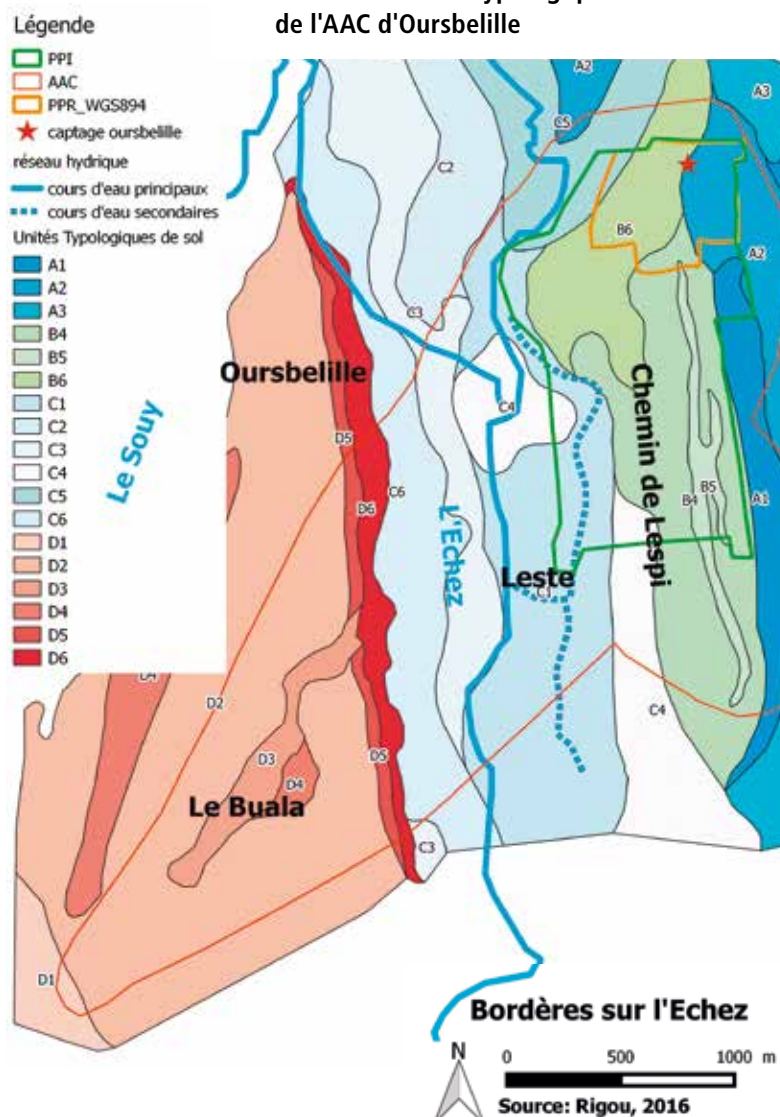 de l'AAC d'Oursbelille
Légende
PPI
AAC
PPR_WGS894
captage oursbelille
réseau hydrique
cours d'eau principaux
cours d'eau secondaires
Unités Typologiques de sol
A1
A2
A3
B4
B5
B6
C1
C2
C3
C4
C5
C6
D1
D2
D3
D4
D5
D6
A2
A3
C5
C2
B6
A2
C3
Oursbelille
Chemin de Lespi
C4
Le Souy
D5
C6
D6
L'Echez
B4
B5
A1
Leste
D2
C4
D3
D4
D5
Le Buala
C3
D1
Bordères sur l'Echez
N
0 500 1000 m
Source: Rigou, 2016